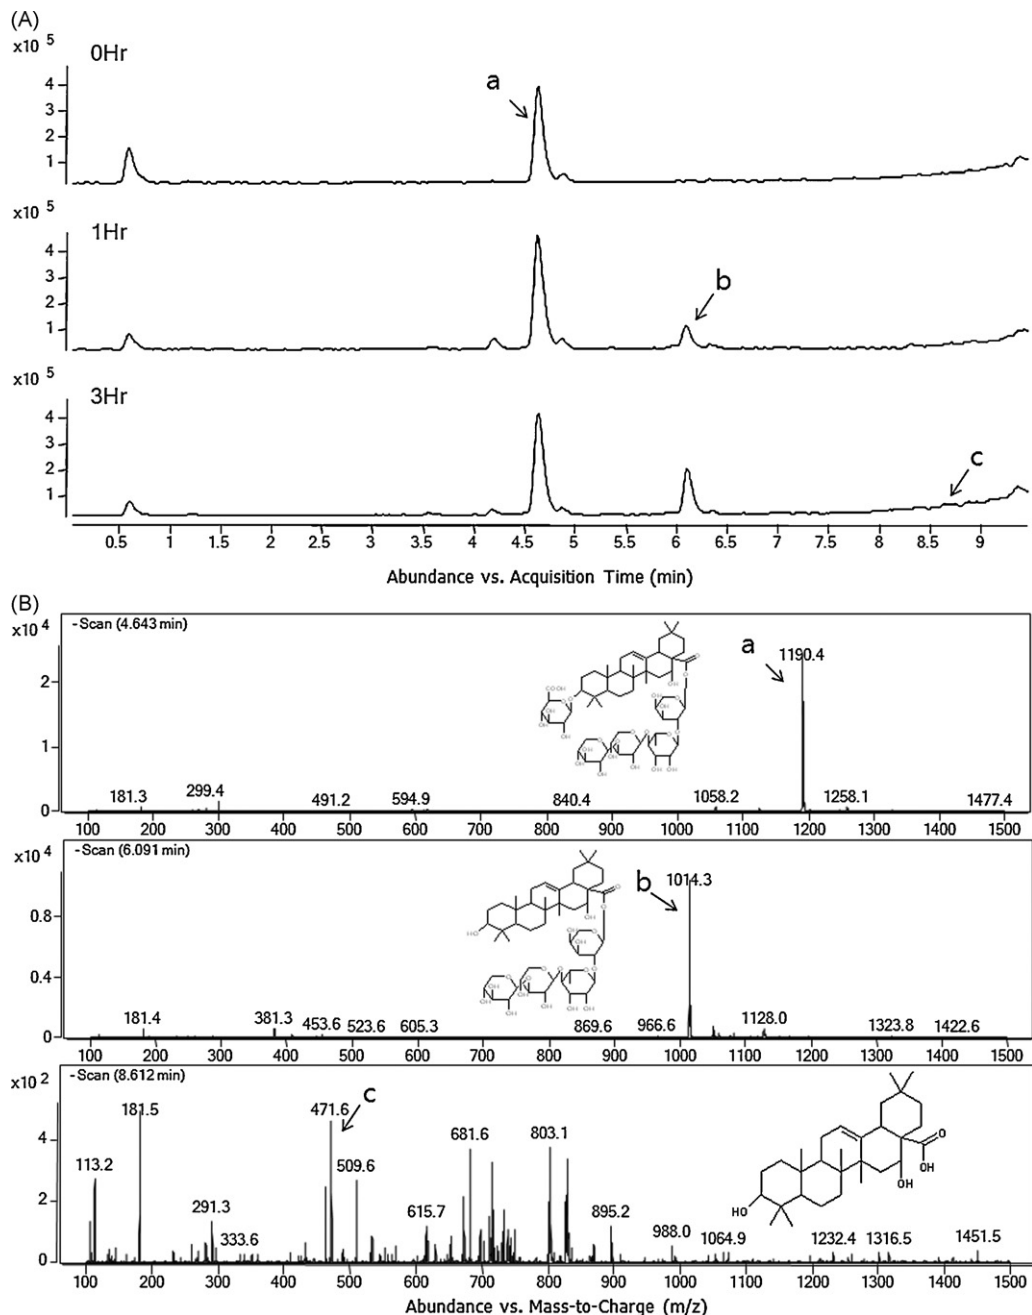 (A)
x10 5
0Hr
a
4
3
2
1
x10 5
1Hr
b
4
3
2
1
x10 5
3Hr
c
4
3
2
1
0.5 1 1.5 2 2.5 3 3.5 4 4.5 5 5.5 6 6.5 7 7.5 8 8.5 9
Abundance vs. Acquisition Time (min)
(B)
x10 4
-Scan (4.643 min)
a
1190.4
2
1
0
181.3 299.4 491.2 594.9 840.4 1058.2 1258.1 1477.4
100 200 300 400 500 600 700 800 900 1000 1100 1200 1300 1400 1500
x10 4
-Scan (6.091 min)
b
1014.3
0.8
0.4
0
HO
OH
181.4 381.3 453.6 523.6 605.3 869.6 966.6 1128.0 1323.8 1422.6
100 200 300 400 500 600 700 800 900 1000 1100 1200 1300 1400 1500
x10 2
-Scan (8.612 min)
c
4
2
0
113.2 181.5 291.3 333.6 471.6 509.6 615.7 681.6 803.1 895.2 988.0 1064.9 1232.4 1316.5 1451.5
HO
OH
O
OH
100 200 300 400 500 600 700 800 900 1000 1100 1200 1300 1400 1500
Abundance vs. Mass-to-Charge (m/z)